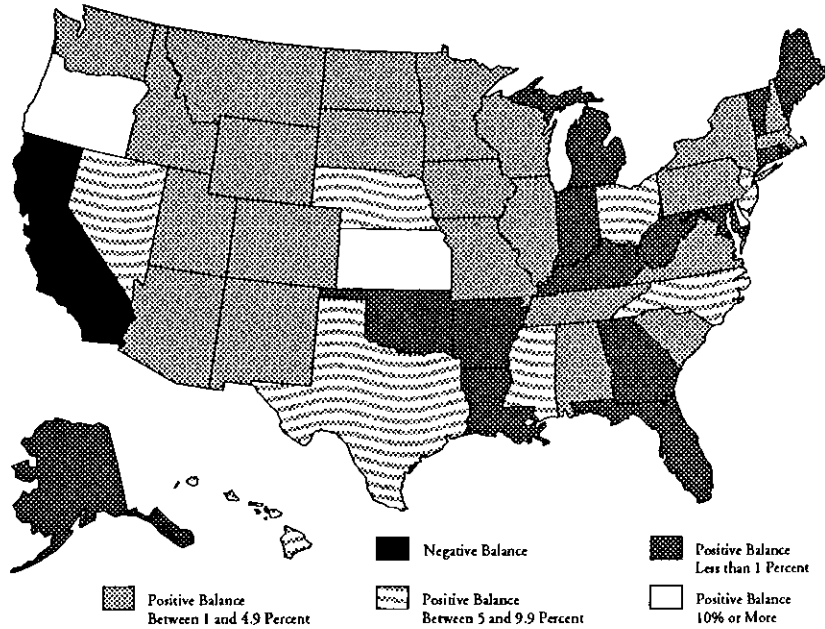 Negative Balance
Positive Balance
Less than 1 Percent
Positive Balance
Between 1 and 4.9 Percent
Positive Balance
Between 5 and 9.9 Percent
Positive Balance
10% or More